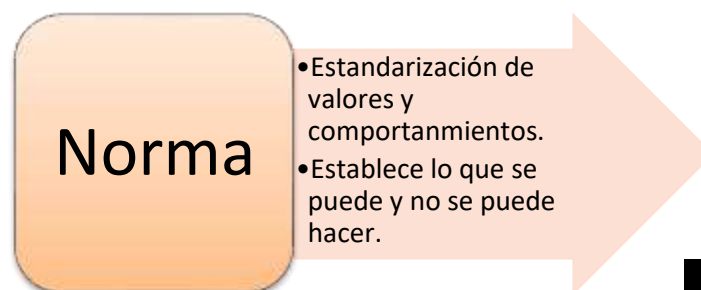 Norma
•Estandarización de
valores y
comportanmientos.
•Establece lo que se
puede y no se puede
hacer.